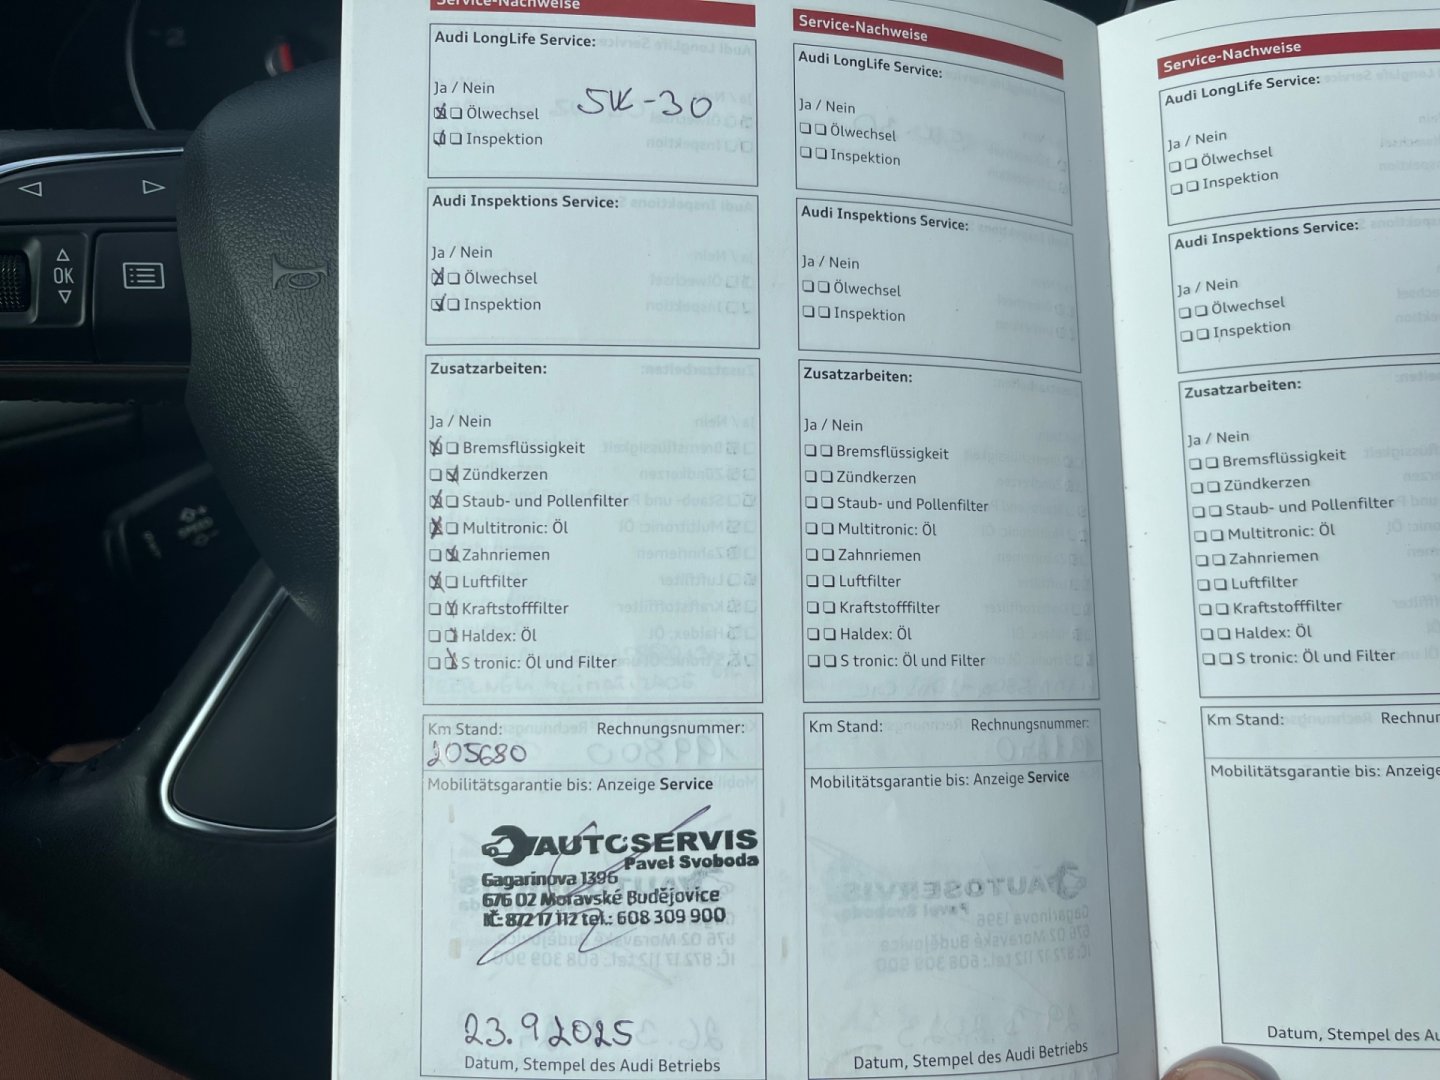 Service-Nachweise
Audi LongLife Service:
Ja / Nein
Ölwechsel
Inspektion
5W-30
Audi Inspektions Service:
Ja / Nein
Ölwechsel
Inspektion
Zusatzarbeiten:
Ja / Nein
Bremsflüssigkeit
Zündkerzen
Staub- und Pollenfilter
Multitronic: Öl
Zahnriemen
Luftfilter
Kraftstofffilter
Haldex: Öl
S tronic: Öl und Filter
Km Stand: Rechnungsnummer:
205680
Mobilitätsgarantie bis: Anzeige Service
AUTOSERVIS
Pavel Svoboda
Gagarinova 1396
676 02 Moravské Budějovice
IČ: 872 17 112 tel.: 608 309 900
23.9.2025
Datum, Stempel des Audi Betriebs
Service-Nachweise
Audi LongLife Service:
Ja / Nein
Ölwechsel
Inspektion
Audi Inspektions Service:
Ja / Nein
Ölwechsel
Inspektion
Zusatzarbeiten:
Ja / Nein
Bremsflüssigkeit
Zündkerzen
Staub- und Pollenfilter
Multitronic: Öl
Zahnriemen
Luftfilter
Kraftstofffilter
Haldex: Öl
S tronic: Öl und Filter
Km Stand: Rechnungsnummer:
Mobilitätsgarantie bis: Anzeige Service
Datum, Stempel des Audi Betriebs
Service-Nachweise
Audi LongLife Service:
Ja / Nein
Ölwechsel
Inspektion
Audi Inspektions Service:
Ja / Nein
Ölwechsel
Inspektion
Zusatzarbeiten:
Ja / Nein
Bremsflüssigkeit
Zündkerzen
Staub- und Pollenfilter
Multitronic: Öl
Zahnriemen
Luftfilter
Kraftstofffilter
Haldex: Öl
S tronic: Öl und Filter
Km Stand: Rechnungsnum
Mobilitätsgarantie bis: Anzeige
Datum, Stempel des Au
OK